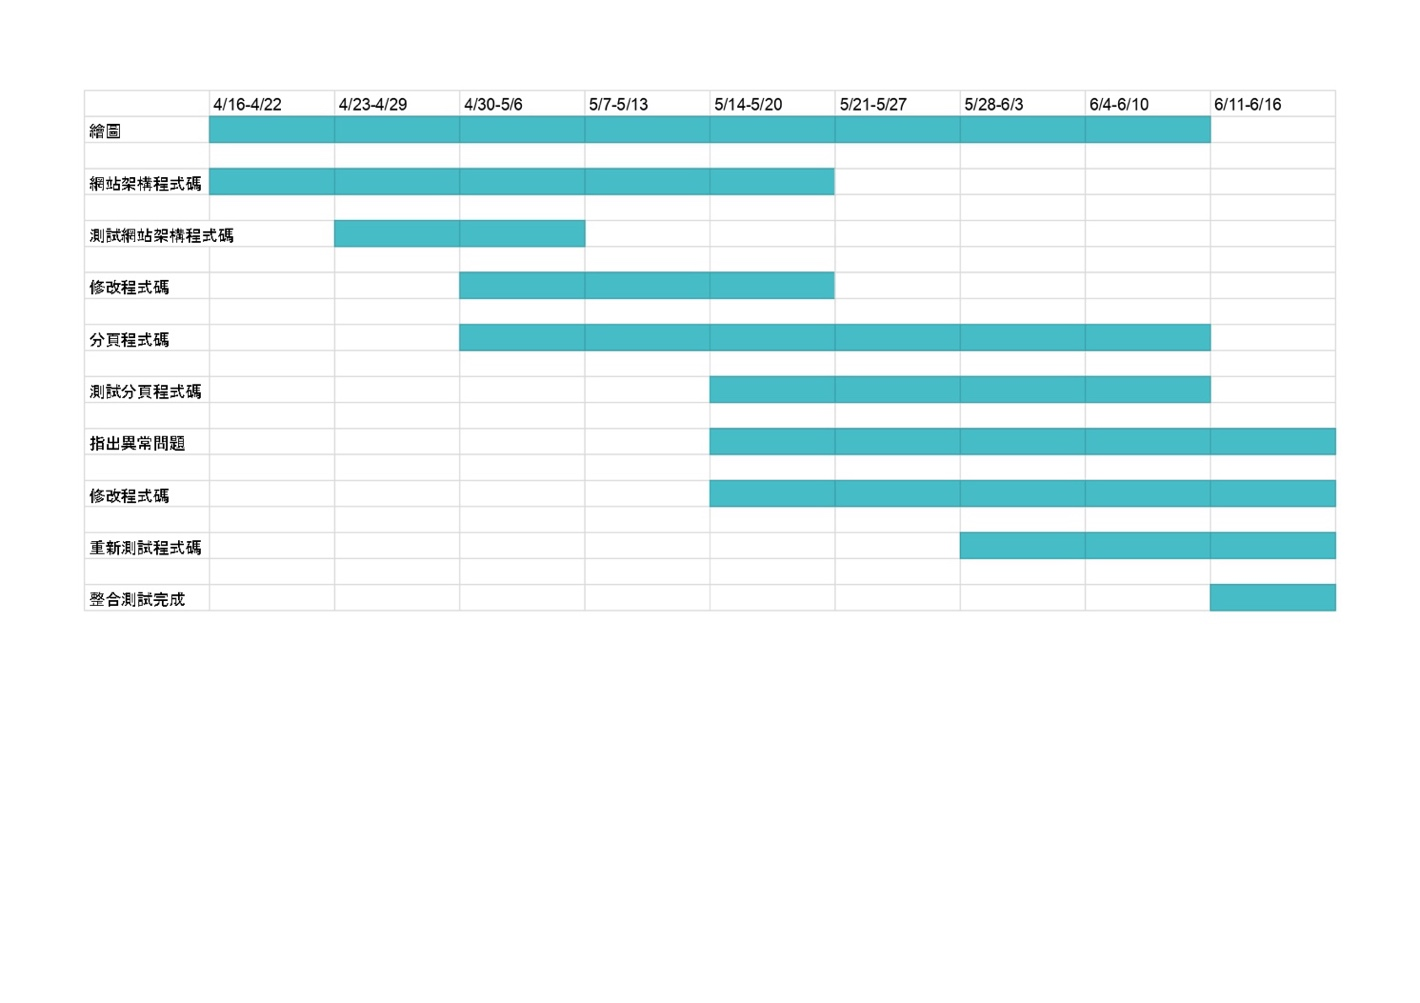 4/16-4/22 4/23-4/29 4/30-5/6 5/7-5/13 5/14-5/20 5/21-5/27 5/28-6/3 6/4-6/10 6/11-6/16
繪圖
網站架構程式碼
測試網站架構程式碼
修改程式碼
分頁程式碼
測試分頁程式碼
指出異常問題
修改程式碼
重新測試程式碼
整合測試完成